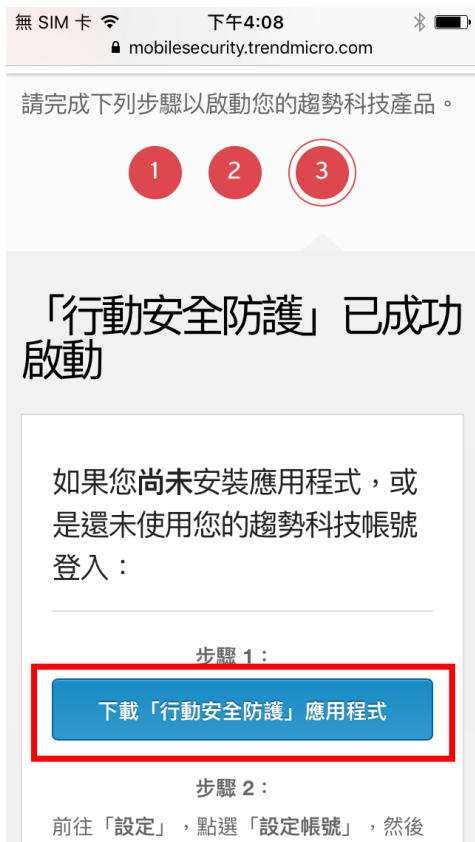 無 SIM 卡 下午4:08
mobilesecurity.trendmicro.com
請完成下列步驟以啟動您的趨勢科技產品。
1 2 3
「行動安全防護」已成功
啟動
如果您尚未安裝應用程式，或
是還未使用您的趨勢科技帳號
登入：
步驟 1：
下載「行動安全防護」應用程式
步驟 2：
前往「設定」，點選「設定帳號」，然後